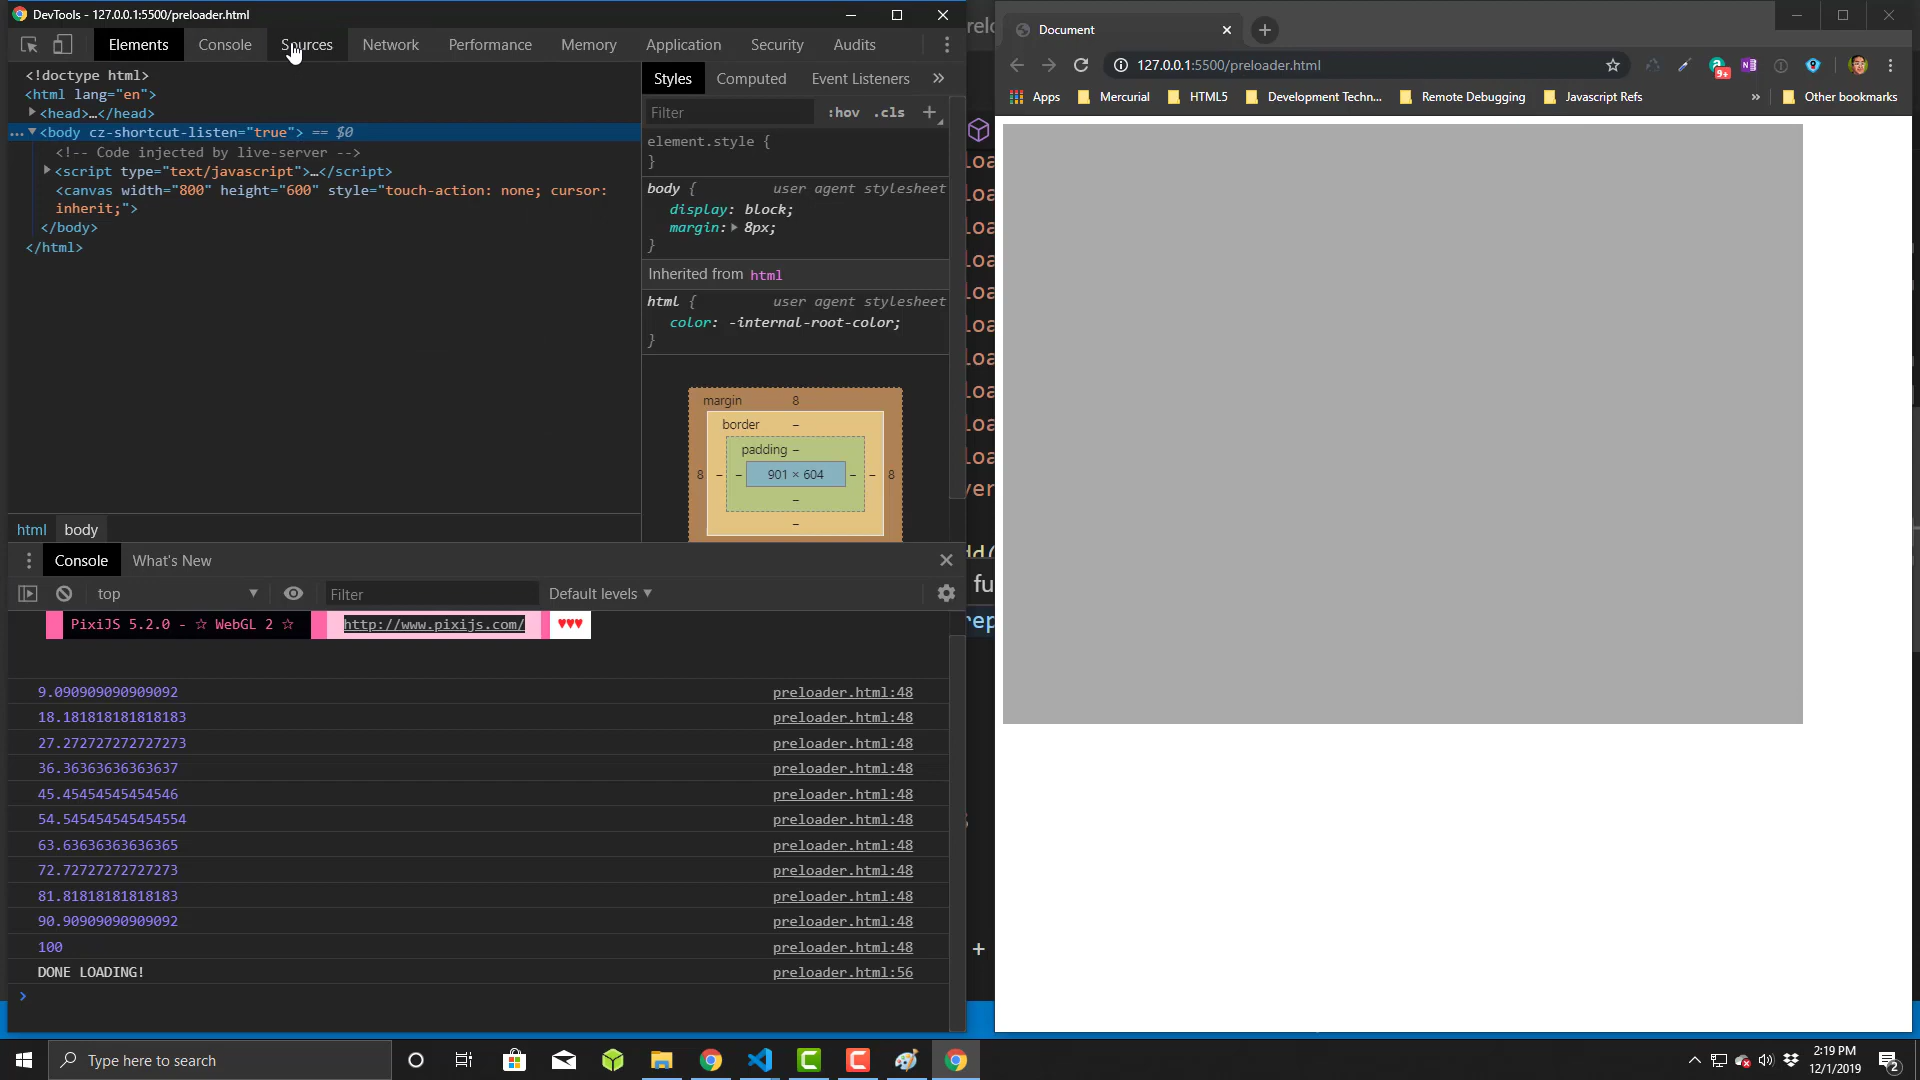 DevTools - 127.0.0.1:5500/preloader.html
Elements Console Sources Network Performance Memory Application Security Audits
<!doctype html>
<html lang="en">
<head>…</head>
<body cz-shortcut-listen="true"> == $0
<!-- Code injected by live-server -->
<script type="text/javascript">…</script>
<canvas width="800" height="600" style="touch-action: none; cursor:
inherit;">
</body>
</html>
html body
Styles Computed Event Listeners »
Filter :hov .cls +
element.style {
}
body { user agent stylesheet
display: block;
margin: 8px;
}
Inherited from html
html { user agent stylesheet
color: -internal-root-color;
}
margin 8
border –
padding –
8 – – 901 × 604 – – 8
–
–
Console What's New
top Filter Default levels
PixiJS 5.2.0 - ☆ WebGL 2 ☆ http://www.pixijs.com/ ♥♥♥
9.090909090909092 preloader.html:48
18.181818181818183 preloader.html:48
27.272727272727273 preloader.html:48
36.36363636363637 preloader.html:48
45.45454545454546 preloader.html:48
54.545454545454554 preloader.html:48
63.63636363636365 preloader.html:48
72.72727272727273 preloader.html:48
81.81818181818183 preloader.html:48
90.90909090909092 preloader.html:48
100 preloader.html:48
DONE LOADING! preloader.html:56
Document
127.0.0.1:5500/preloader.html
9+
Apps Mercurial HTML5 Development Techn... Remote Debugging Javascript Refs » Other bookmarks
Type here to search
2:19 PM
12/1/2019
2